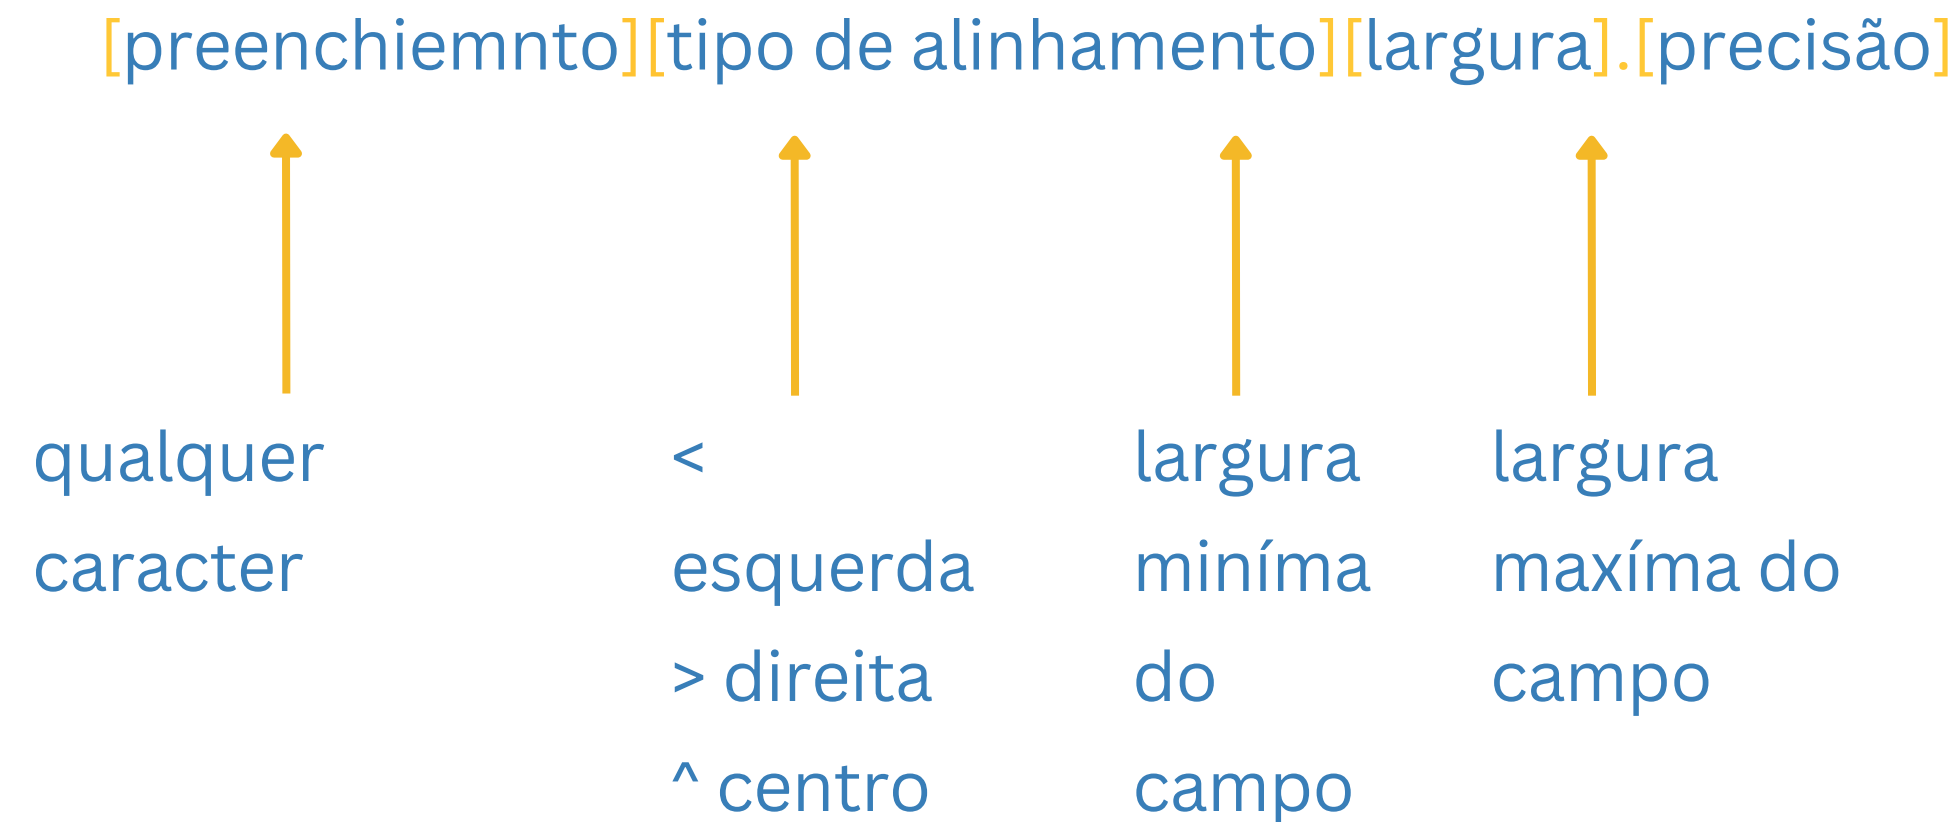 [preenchiemnto][tipo de alinhamento][largura].[precisão]
qualquer
caracter
<
esquerda
> direita
^ centro
largura
miníma
do
campo
largura
maxíma do
campo